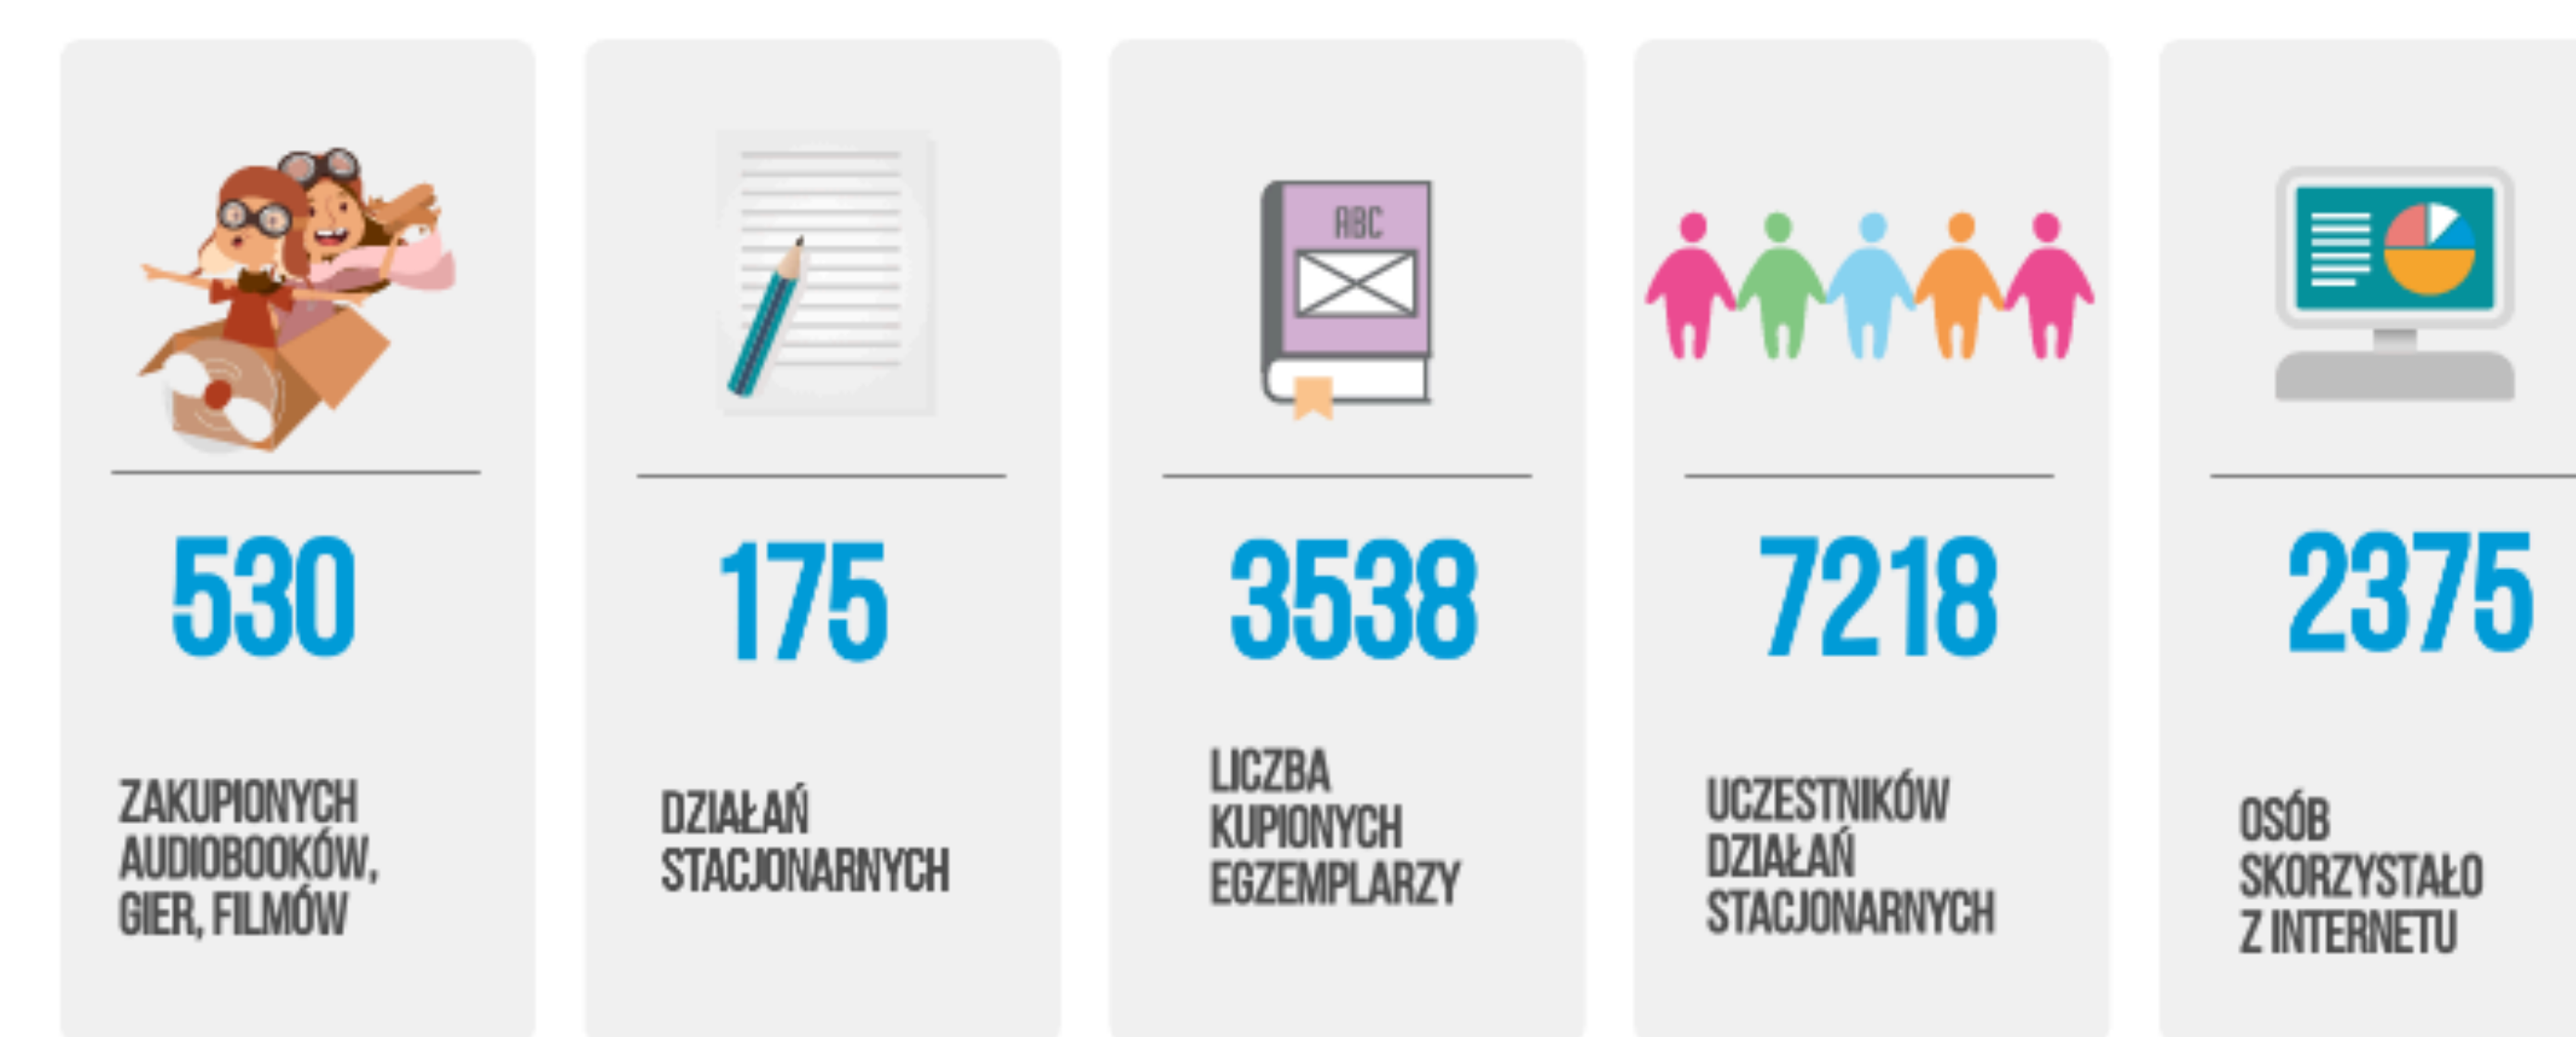 530
ZAKUPIONYCH
AUDIOBOOKÓW,
GIER, FILMÓW
175
DZIAŁAŃ
STACJONARNYCH
ABC
3538
LICZBA
KUPIONYCH
EGZEMPLARZY
7218
UCZESTNIKÓW
DZIAŁAŃ
STACJONARNYCH
2375
OSÓB
SKORZYSTAŁO
Z INTERNETU